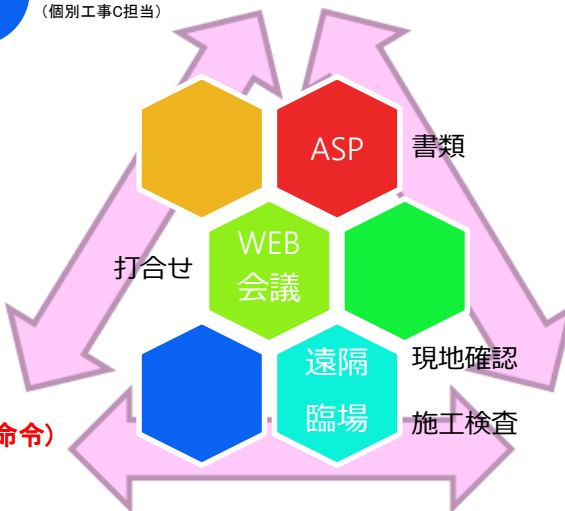 （個別工事C担当）
ASP
書類
WEB
会議
打合せ
遠隔
臨場
現地確認
施工検査
命令）